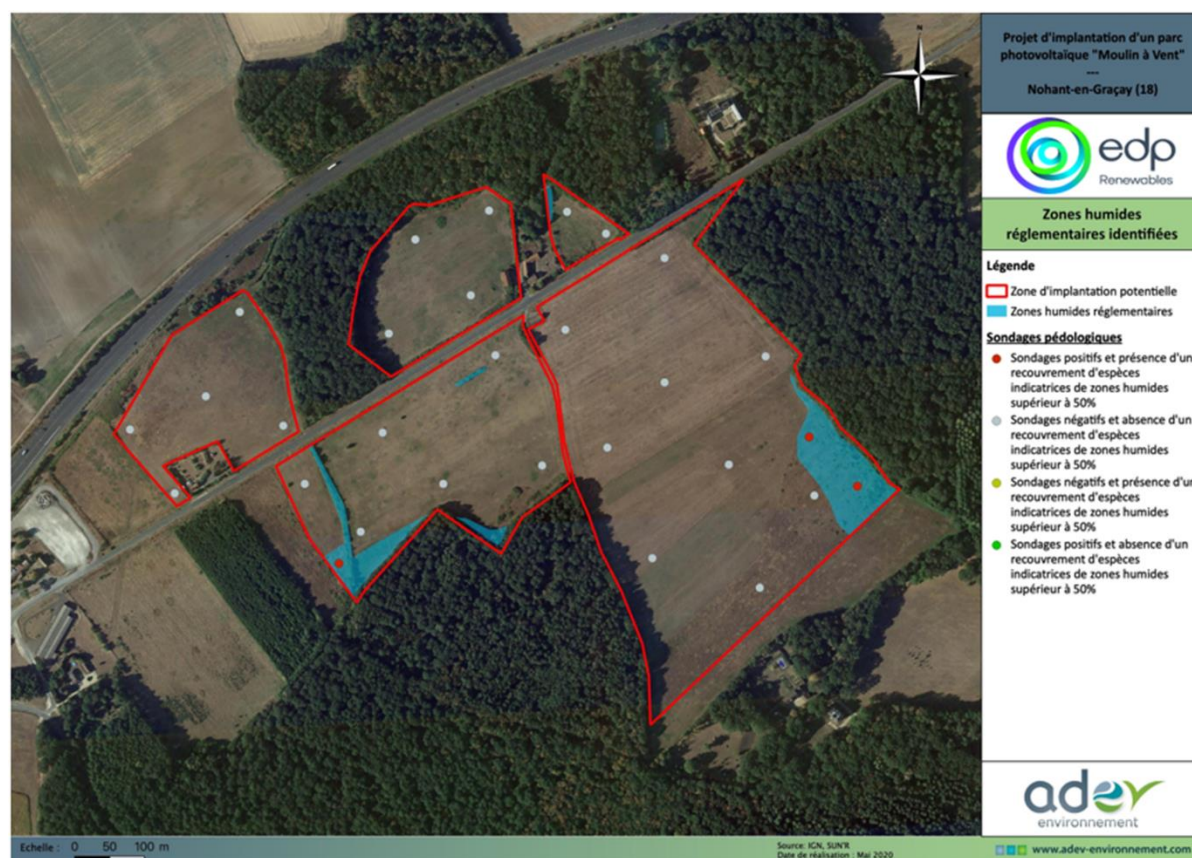 Projet d'implantation d'un parc
photovoltaïque "Moulin à Vent"
---
Nohant-en-Graçay (18)
edp
Renewables
Zones humides
réglementaires identifiées
Légende
Zone d'implantation potentielle
Zones humides réglementaires
Sondages pédologiques
Sondages positifs et présence d'un
recouvrement d'espèces
indicatrices de zones humides
supérieur à 50%
Sondages négatifs et absence d'un
recouvrement d'espèces
indicatrices de zones humides
supérieur à 50%
Sondages négatifs et présence d'un
recouvrement d'espèces
indicatrices de zones humides
supérieur à 50%
Sondages positifs et absence d'un
recouvrement d'espèces
indicatrices de zones humides
supérieur à 50%
adev
environnement
Echelle : 0 50 100 m
Source: IGN, SUN'R
Date de réalisation : Mai 2020
www.adev-environnement.com